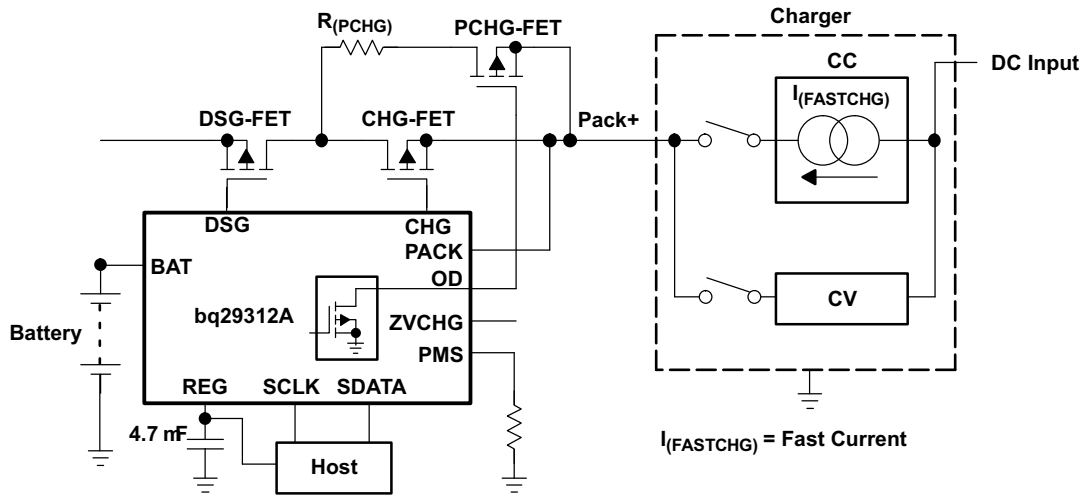 Charger
R(PCHG)
PCHG-FET
CC
DC Input
I(FASTCHG)
DSG-FET
CHG-FET
Pack+
DSG
CHG
PACK
BAT
OD
CV
bq29312A
ZVCHG
Battery
PMS
REG
SCLK
SDATA
4.7 mF
I(FASTCHG) = Fast Current
Host